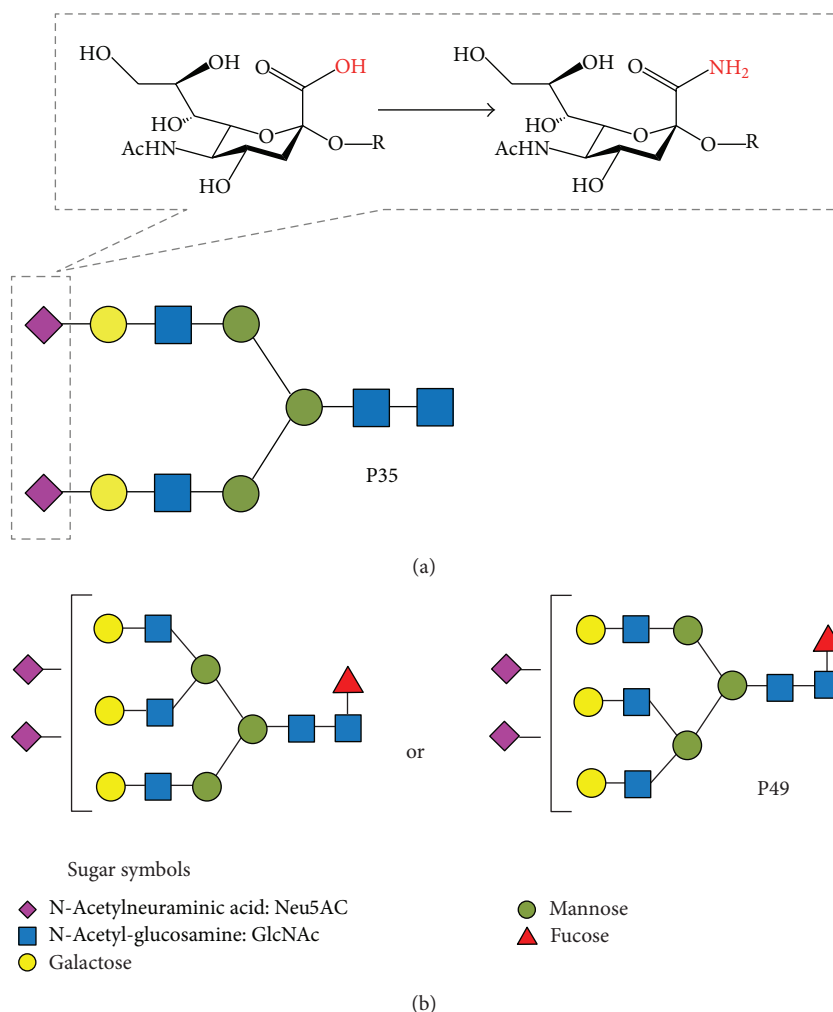 HO OH O OH HO O AcHN O R HO
HO OH O NH2 HO O AcHN O R HO
P35
(a)
or
P49
Sugar symbols
N-Acetylneuraminic acid: Neu5AC
N-Acetyl-glucosamine: GlcNAc
Galactose
Mannose
Fucose
(b)